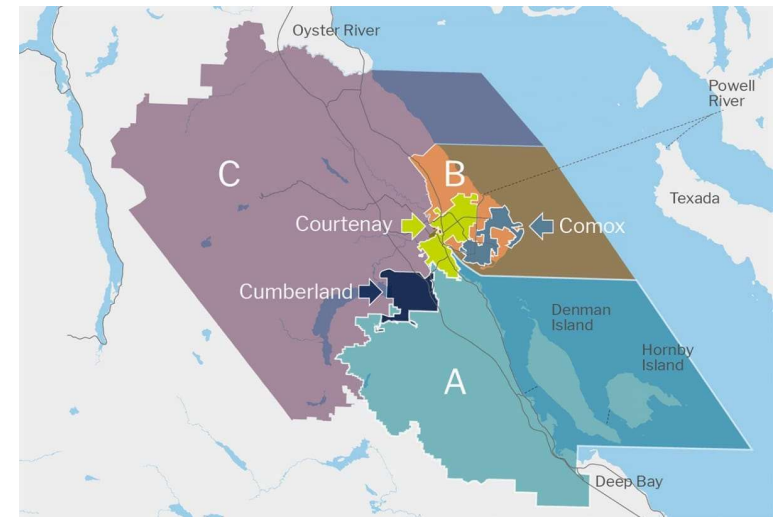 Oyster River
Powell
River
C
B
Texada
Courtenay
Comox
Cumberland
Denman
Island
Hornby
Island
A
Deep Bay